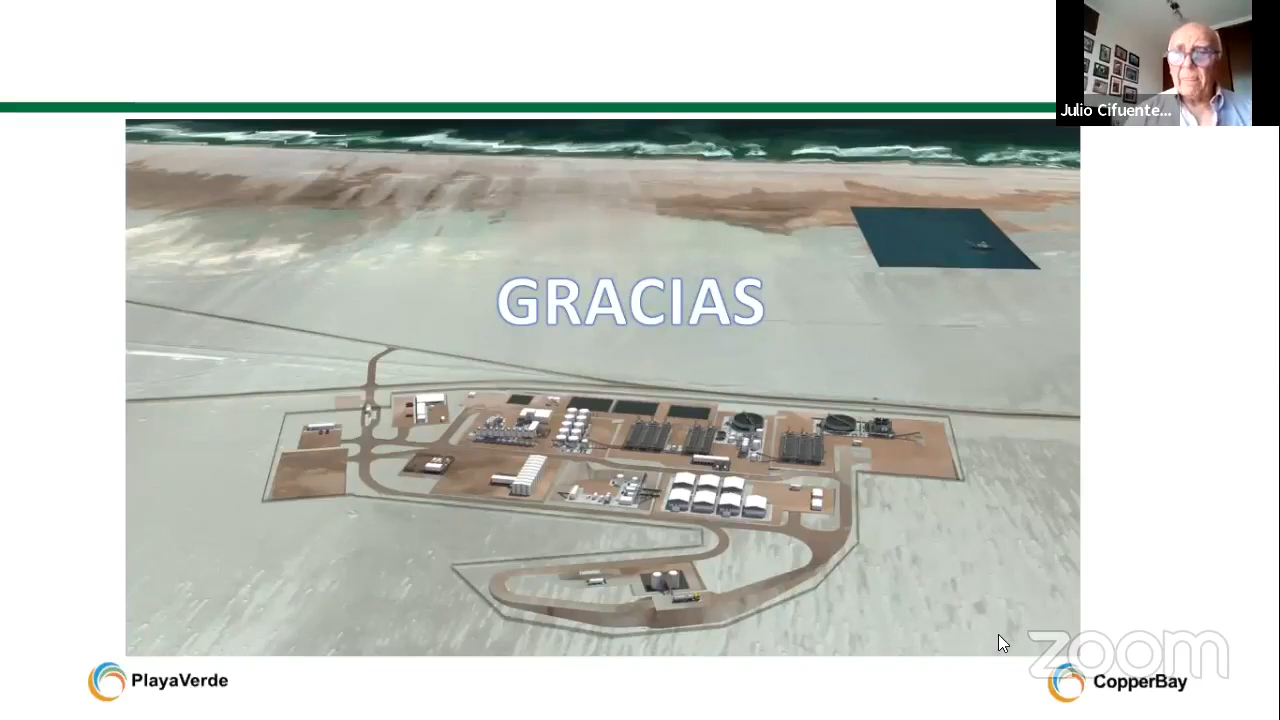 Julio Cifuente...
GRACIAS
zoom
PlayaVerde
CopperBay